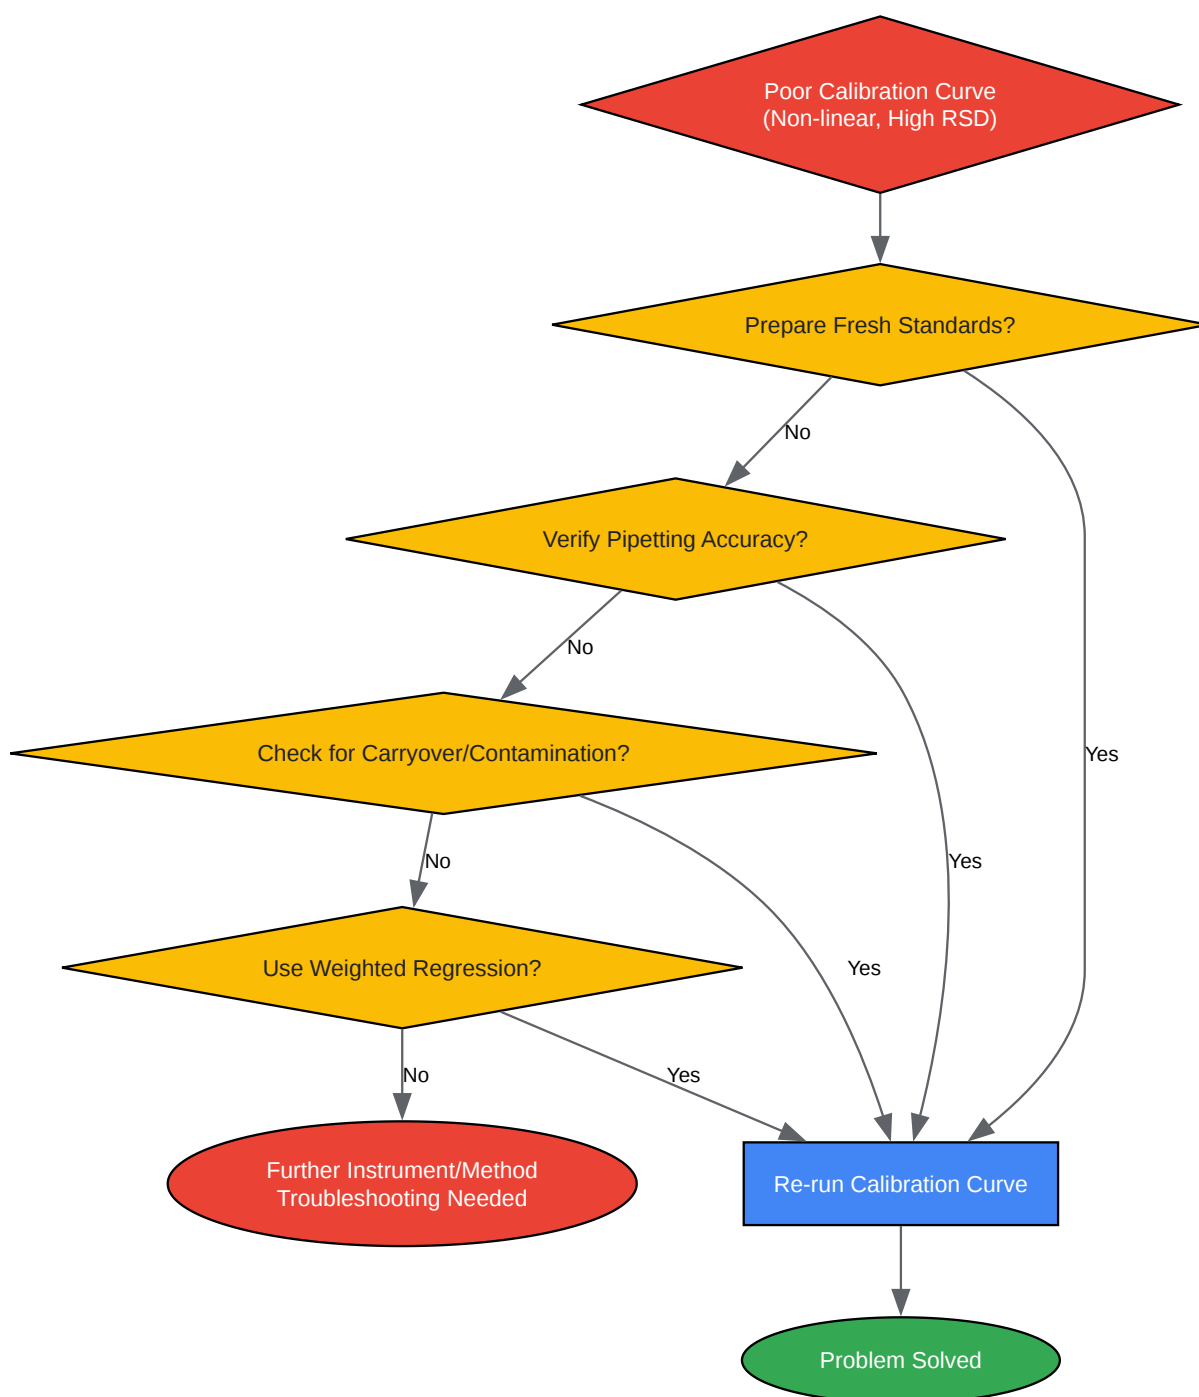 Poor Calibration Curve
(Non-linear, High RSD)
Prepare Fresh Standards?
No
Verify Pipetting Accuracy?
No
Check for Carryover/Contamination?
Yes
No
Yes
Use Weighted Regression?
Yes
No
Yes
Further Instrument/Method
Troubleshooting Needed
Re-run Calibration Curve
Problem Solved